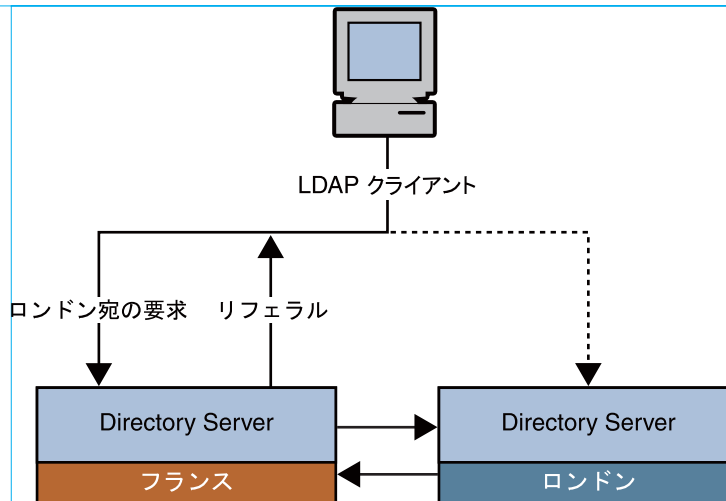 LDAP クライアント
ロンドン宛の要求
リフェラル
Directory Server
Directory Server
フランス
ロンドン